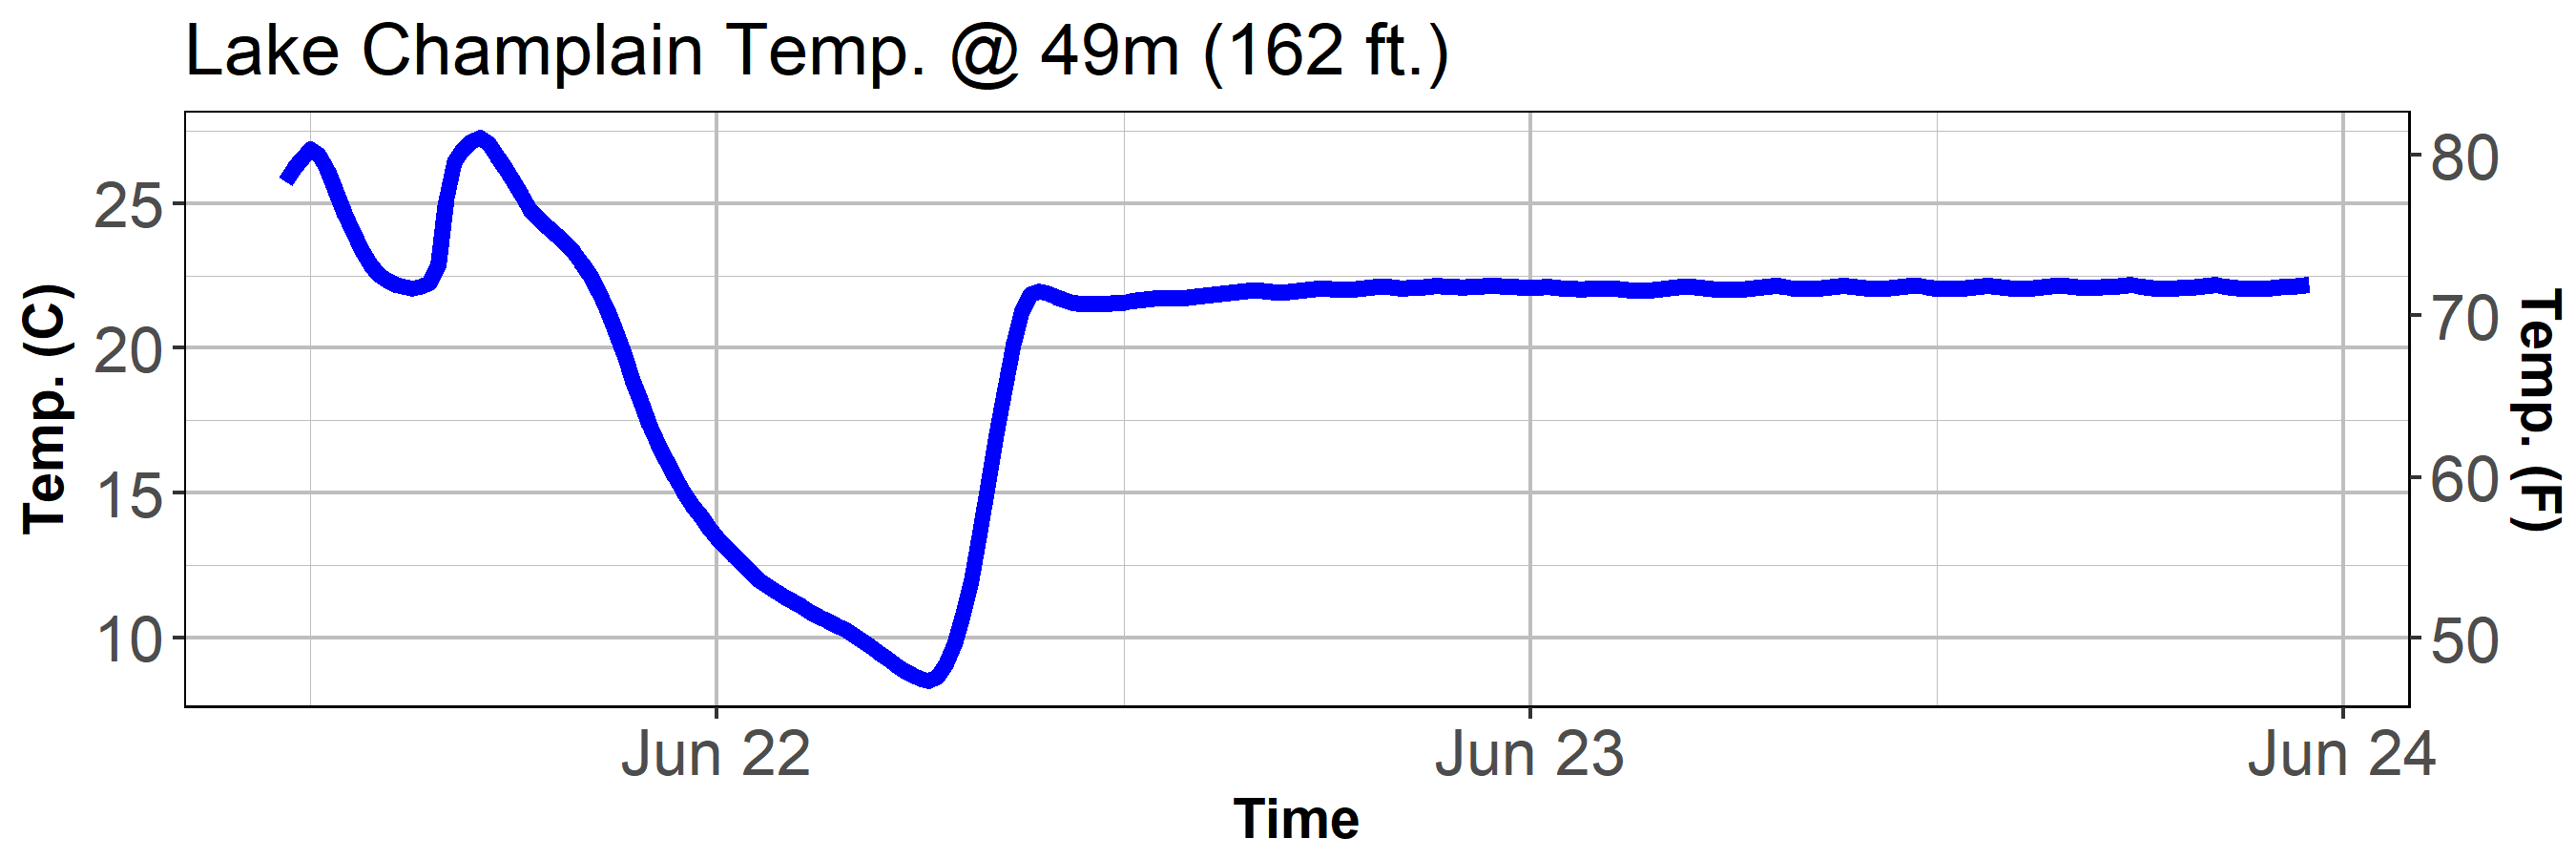 Lake Champlain Temp. @ 49m (162 ft.)
Temp. (C)
25
20
15
10
80
70
60
50
Temp. (F)
Jun 22
Jun 23
Jun 24
Time